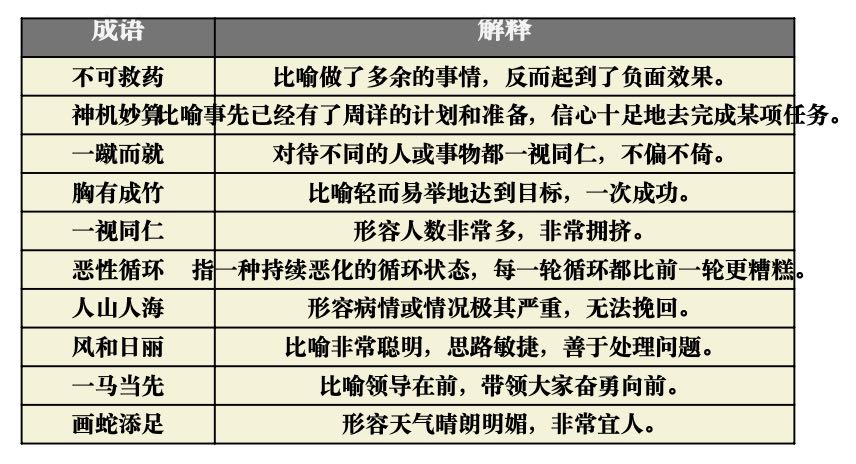 成语 解释
不可救药 比喻做了多余的事情，反而起到了负面效果。
神机妙算 比喻事先已经有了周详的计划和准备，信心十足地去完成某项任务。
一蹴而就 对待不同的人或事物都一视同仁，不偏不倚。
胸有成竹 比喻轻而易举地达到目标，一次成功。
一视同仁 形容人数非常多，非常拥挤。
恶性循环 指一种持续恶化的循环状态，每一轮循环都比前一轮更糟糕。
人山人海 形容病情或情况极其严重，无法挽回。
风和日丽 比喻非常聪明，思路敏捷，善于处理问题。
一马当先 比喻领导在前，带领大家奋勇向前。
画蛇添足 形容天气晴朗明媚，非常宜人。